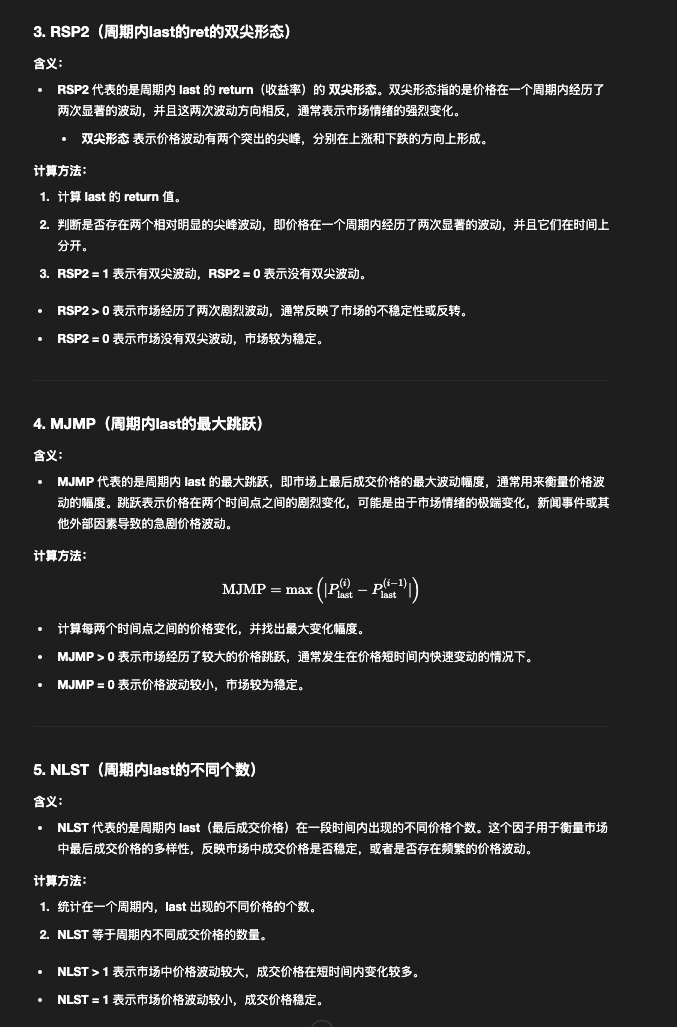 3. RSP2（周期内last的ret的双尖形态）
含义：
• RSP2 代表的是周期内 last 的 return（收益率）的 双尖形态。双尖形态指的是价格在一个周期内经历了
两次显著的波动，并且这两次波动方向相反，通常表示市场情绪的强烈变化。
• 双尖形态 表示价格波动有两个突出的尖峰，分别在上涨和下跌的方向上形成。
计算方法：
1. 计算 last 的 return 值。
2. 判断是否存在两个相对明显的尖峰波动，即价格在一个周期内经历了两次显著的波动，并且它们在时间上
分开。
3. RSP2 = 1 表示有双尖波动，RSP2 = 0 表示没有双尖波动。
• RSP2 > 0 表示市场经历了两次剧烈波动，通常反映了市场的不稳定性或反转。
• RSP2 = 0 表示市场没有双尖波动，市场较为稳定。
4. MJMP（周期内last的最大跳跃）
含义：
• MJMP 代表的是周期内 last 的最大跳跃，即市场上最后成交价格的最大波动幅度，通常用来衡量价格波
动的幅度。跳跃表示价格在两个时间点之间的剧烈变化，可能是由于市场情绪的极端变化，新闻事件或其
他外部因素导致的急剧价格波动。
计算方法：
MJMP = max (|P_last^(i) − P_last^(i−1)|)
• 计算每两个时间点之间的价格变化，并找出最大变化幅度。
• MJMP > 0 表示市场经历了较大的价格跳跃，通常发生在价格短时间内快速变动的情况下。
• MJMP = 0 表示价格波动较小，市场较为稳定。
5. NLST（周期内last的不同个数）
含义：
• NLST 代表的是周期内 last（最后成交价格）在一段时间内出现的不同价格个数。这个因子用于衡量市场
中最后成交价格的多样性，反映市场中成交价格是否稳定，或者是否存在频繁的价格波动。
计算方法：
1. 统计在一个周期内，last 出现的不同价格的个数。
2. NLST 等于周期内不同成交价格的数量。
• NLST > 1 表示市场中价格波动较大，成交价格在短时间内变化较多。
• NLST = 1 表示市场价格波动较小，成交价格稳定。